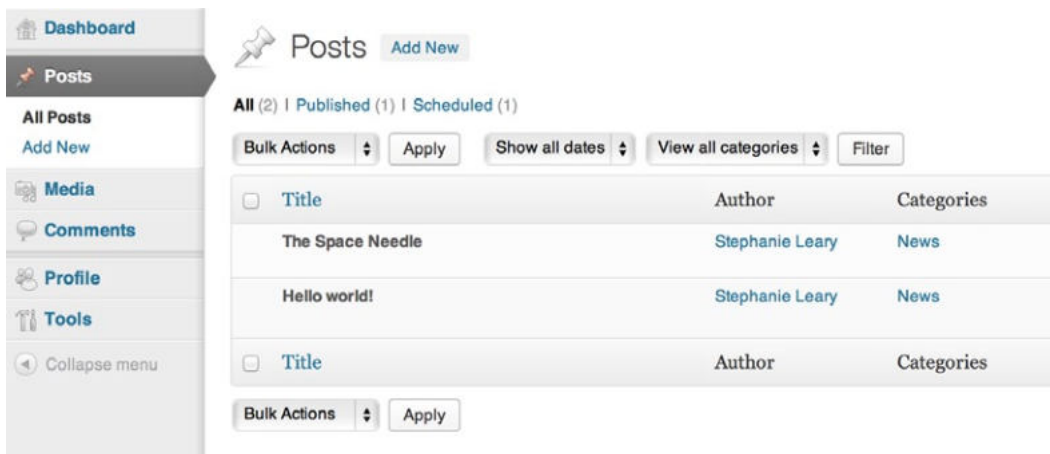 Dashboard
Posts
All Posts
Add New
Media
Comments
Profile
Tools
Collapse menu
Posts Add New
All (2) | Published (1) | Scheduled (1)
Bulk Actions Apply Show all dates View all categories Filter
Title Author Categories
The Space Needle Stephanie Leary News
Hello world! Stephanie Leary News
Title Author Categories
Bulk Actions Apply